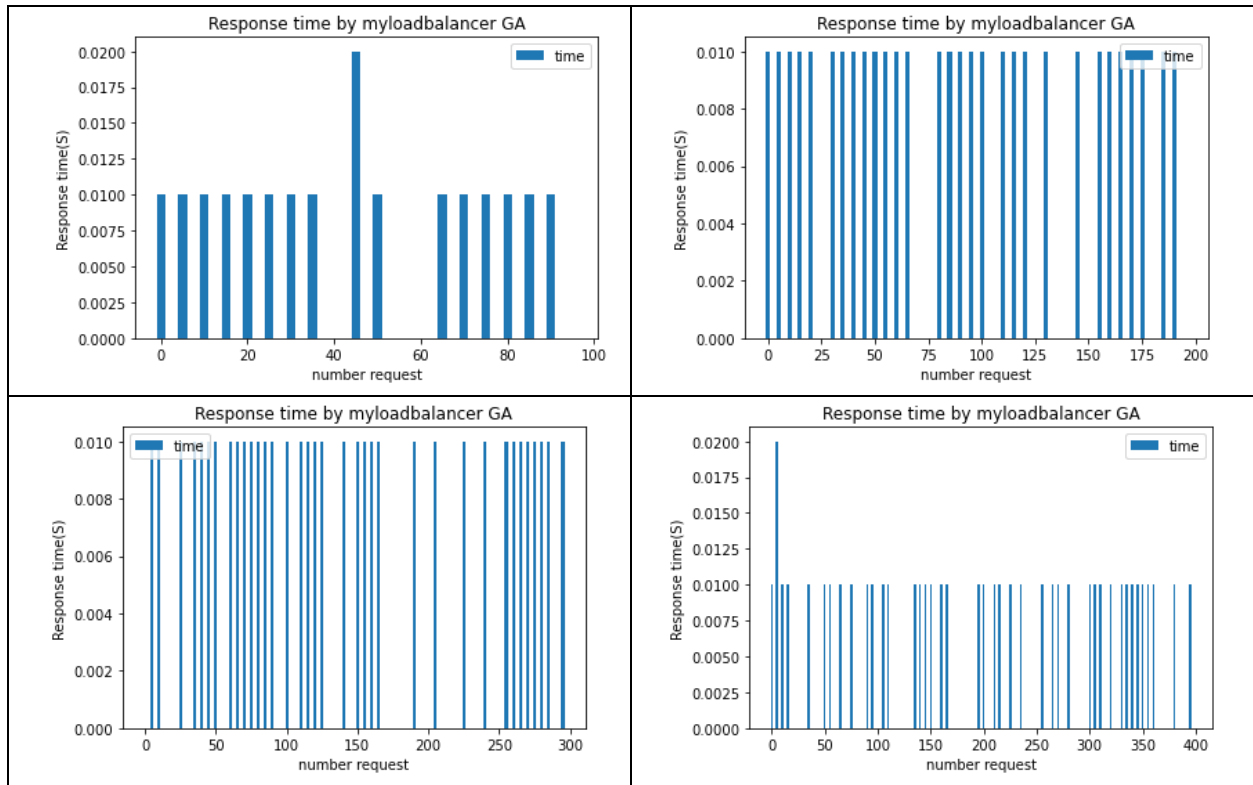 Response time by myloadbalancer GA
time
0.0200
0.0175
0.0150
0.0125
0.0100
0.0075
0.0050
0.0025
0.0000
Response time(S)
0 20 40 60 80 100
number request
Response time by myloadbalancer GA
time
0.010
0.008
0.006
0.004
0.002
0.000
Response time(S)
0 25 50 75 100 125 150 175 200
number request
Response time by myloadbalancer GA
time
0.010
0.008
0.006
0.004
0.002
0.000
Response time(S)
0 50 100 150 200 250 300
number request
Response time by myloadbalancer GA
time
0.0200
0.0175
0.0150
0.0125
0.0100
0.0075
0.0050
0.0025
0.0000
Response time(S)
0 50 100 150 200 250 300 350 400
number request